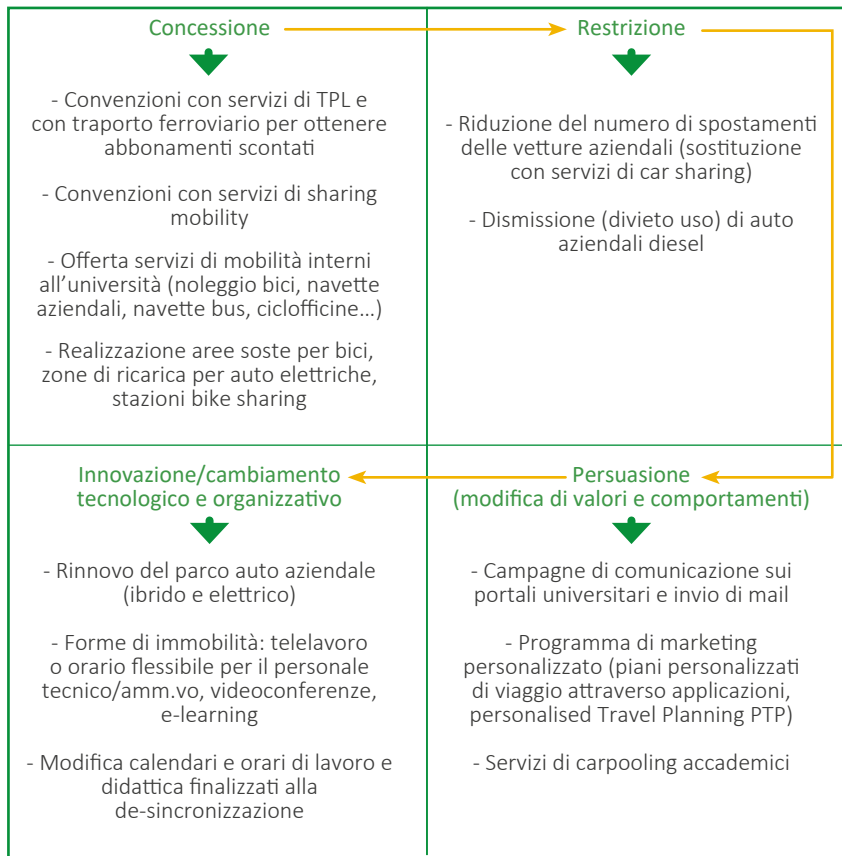 Concessione
- Convenzioni con servizi di TPL e
con traporto ferroviario per ottenere
abbonamenti scontati
- Convenzioni con servizi di sharing
mobility
- Offerta servizi di mobilità interni
all’università (noleggio bici, navette
aziendali, navette bus, ciclofficine…)
- Realizzazione aree soste per bici,
zone di ricarica per auto elettriche,
stazioni bike sharing
Restrizione
- Riduzione del numero di spostamenti
delle vetture aziendali (sostituzione
con servizi di car sharing)
- Dismissione (divieto uso) di auto
aziendali diesel
Innovazione/cambiamento
tecnologico e organizzativo
- Rinnovo del parco auto aziendale
(ibrido e elettrico)
- Forme di immobilità: telelavoro
o orario flessibile per il personale
tecnico/amm.vo, videoconferenze,
e-learning
- Modifica calendari e orari di lavoro e
didattica finalizzati alla
de-sincronizzazione
Persuasione
(modifica di valori e comportamenti)
- Campagne di comunicazione sui
portali universitari e invio di mail
- Programma di marketing
personalizzato (piani personalizzati
di viaggio attraverso applicazioni,
personalised Travel Planning PTP)
- Servizi di carpooling accademici